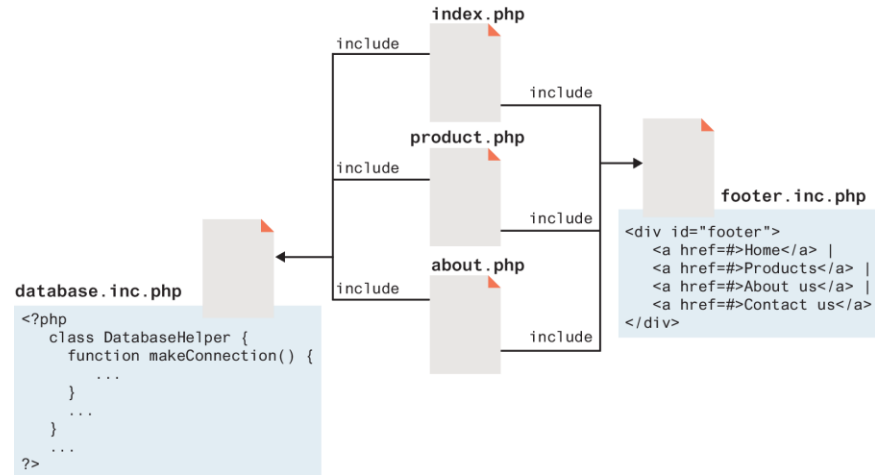 index.php
include
include
product.php
include
include
about.php
include
include
database.inc.php
<?php
   class DatabaseHelper {
     function makeConnection() {
        ...
     }
     ...
   }
   ...
?>
footer.inc.php
<div id="footer">
   <a href=#>Home</a> |
   <a href=#>Products</a> |
   <a href=#>About us</a> |
   <a href=#>Contact us</a>
</div>